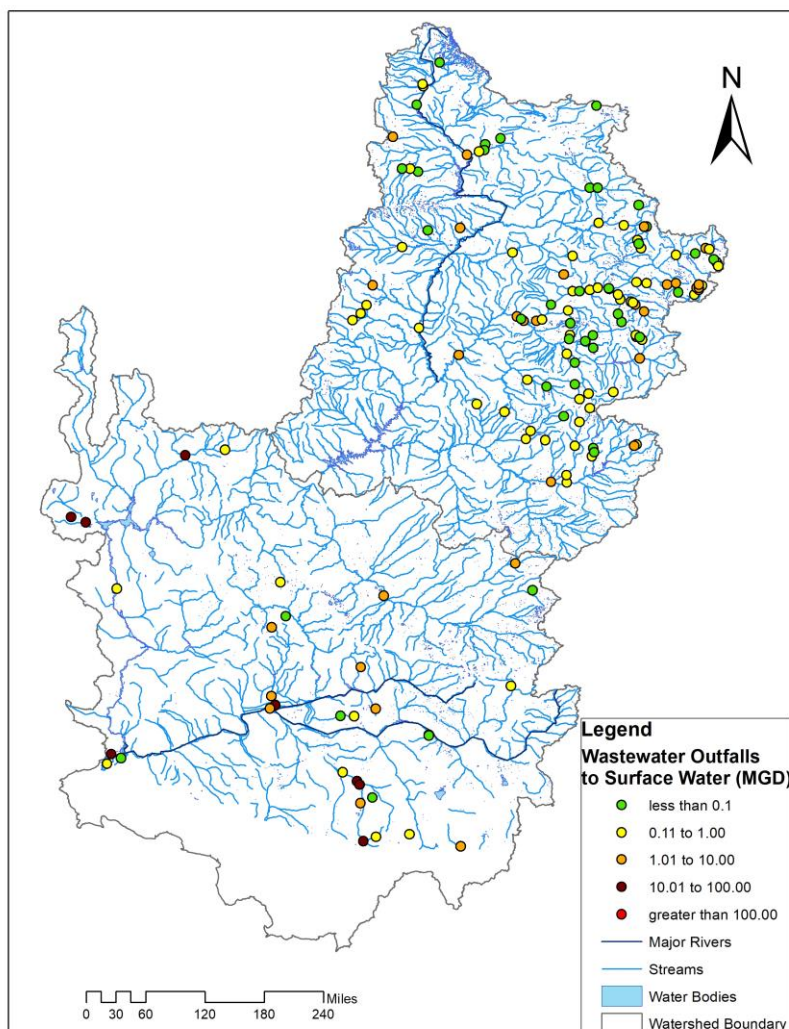 N
Legend
Wastewater Outfalls
to Surface Water (MGD)
less than 0.1
0.11 to 1.00
1.01 to 10.00
10.01 to 100.00
greater than 100.00
Major Rivers
Streams
Water Bodies
Watershed Boundary
Miles
0 30 60 120 180 240